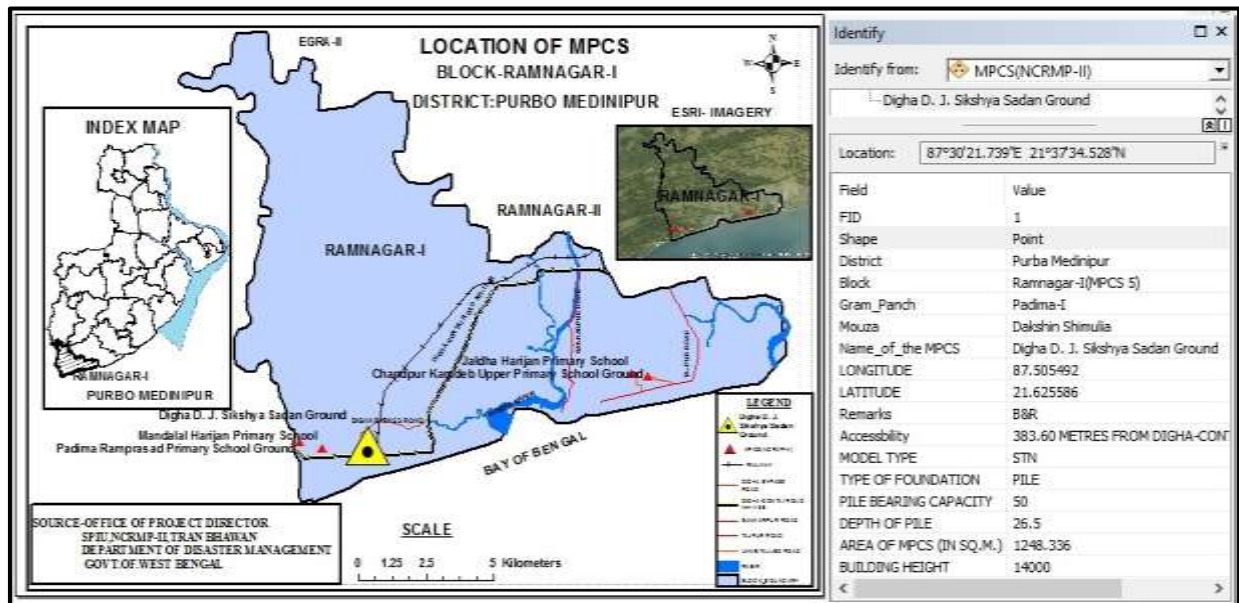 EGRA-II
LOCATION OF MPCS
BLOCK-RAMNAGAR-I
DISTRICT:PURBO MEDINIPUR
N
W
E
S
ESRI- IMAGERY
RAMNAGAR-I
INDEX MAP
RAMNAGAR-I
PURBO MEDINIPUR
RAMNAGAR-II
RAMNAGAR-I
Jaldha Harijan Primary School
Chandpur Kapdeb Upper Primary School Ground
Digha D. J. Sikshya Sadan Ground
Mandalal Harijan Primary School
Padima Ramprasad Primary School Ground
BAY OF BENGAL
LEGEND
Digha D. J.
Sikshya Sadan
Ground
SOURCE-OFFICE OF PROJECT DIRECTOR
SPIU,NCRMP-II,TRAN BHAWAN
DEPARTMENT OF DISASTER MANAGEMENT
GOVT.OF.WEST BENGAL
SCALE
0 1.25 2.5 5 Kilometers
Identify
Identify from: MPCS(NCRMP-II)
Digha D. J. Sikshya Sadan Ground
Location: 87°30'21.739"E 21°37'34.528"N
Field Value
FID 1
Shape Point
District Purba Medinipur
Block Ramnagar-I(MPCS 5)
Gram_Panch Padima-I
Mouza Dakshin Shimulia
Name_of_the MPCS Digha D. J. Sikshya Sadan Ground
LONGITUDE 87.505492
LATITUDE 21.625586
Remarks B&R
Accessbility 383.60 METRES FROM DIGHA-CONT
MODEL TYPE STN
TYPE OF FOUNDATION PILE
PILE BEARING CAPACITY 50
DEPTH OF PILE 26.5
AREA OF MPCS (IN SQ.M.) 1248.336
BUILDING HEIGHT 14000